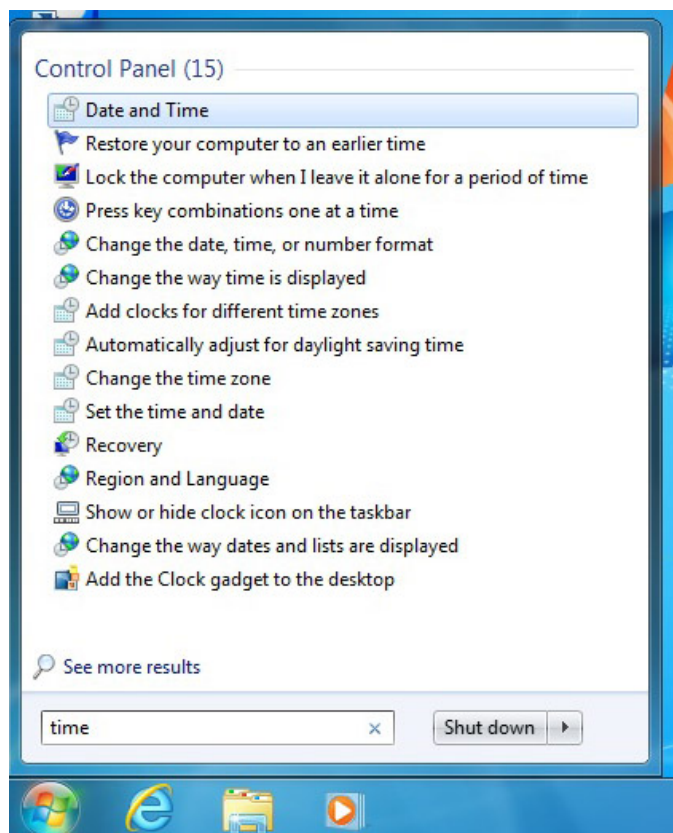 Control Panel (15)
Date and Time
Restore your computer to an earlier time
Lock the computer when I leave it alone for a period of time
Press key combinations one at a time
Change the date, time, or number format
Change the way time is displayed
Add clocks for different time zones
Automatically adjust for daylight saving time
Change the time zone
Set the time and date
Recovery
Region and Language
Show or hide clock icon on the taskbar
Change the way dates and lists are displayed
Add the Clock gadget to the desktop
See more results
time
Shut down